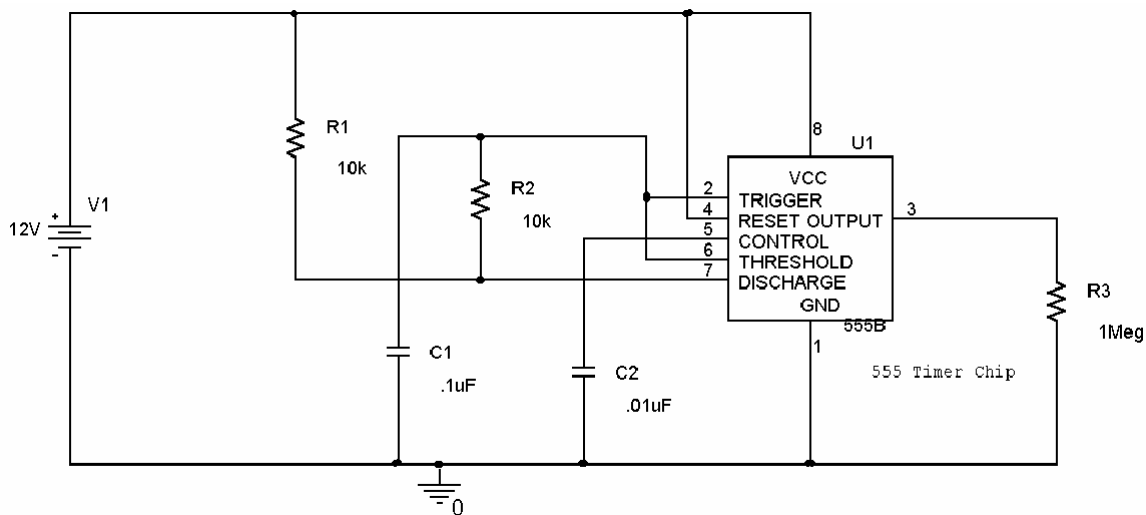 8
R1
U1
10k
R2
VCC
10k
2
TRIGGER
V1
4
RESET OUTPUT
3
12V
5
CONTROL
6
THRESHOLD
7
DISCHARGE
R3
GND
555B
1Meg
C1
1
C2
555 Timer Chip
.1uF
.01uF
0